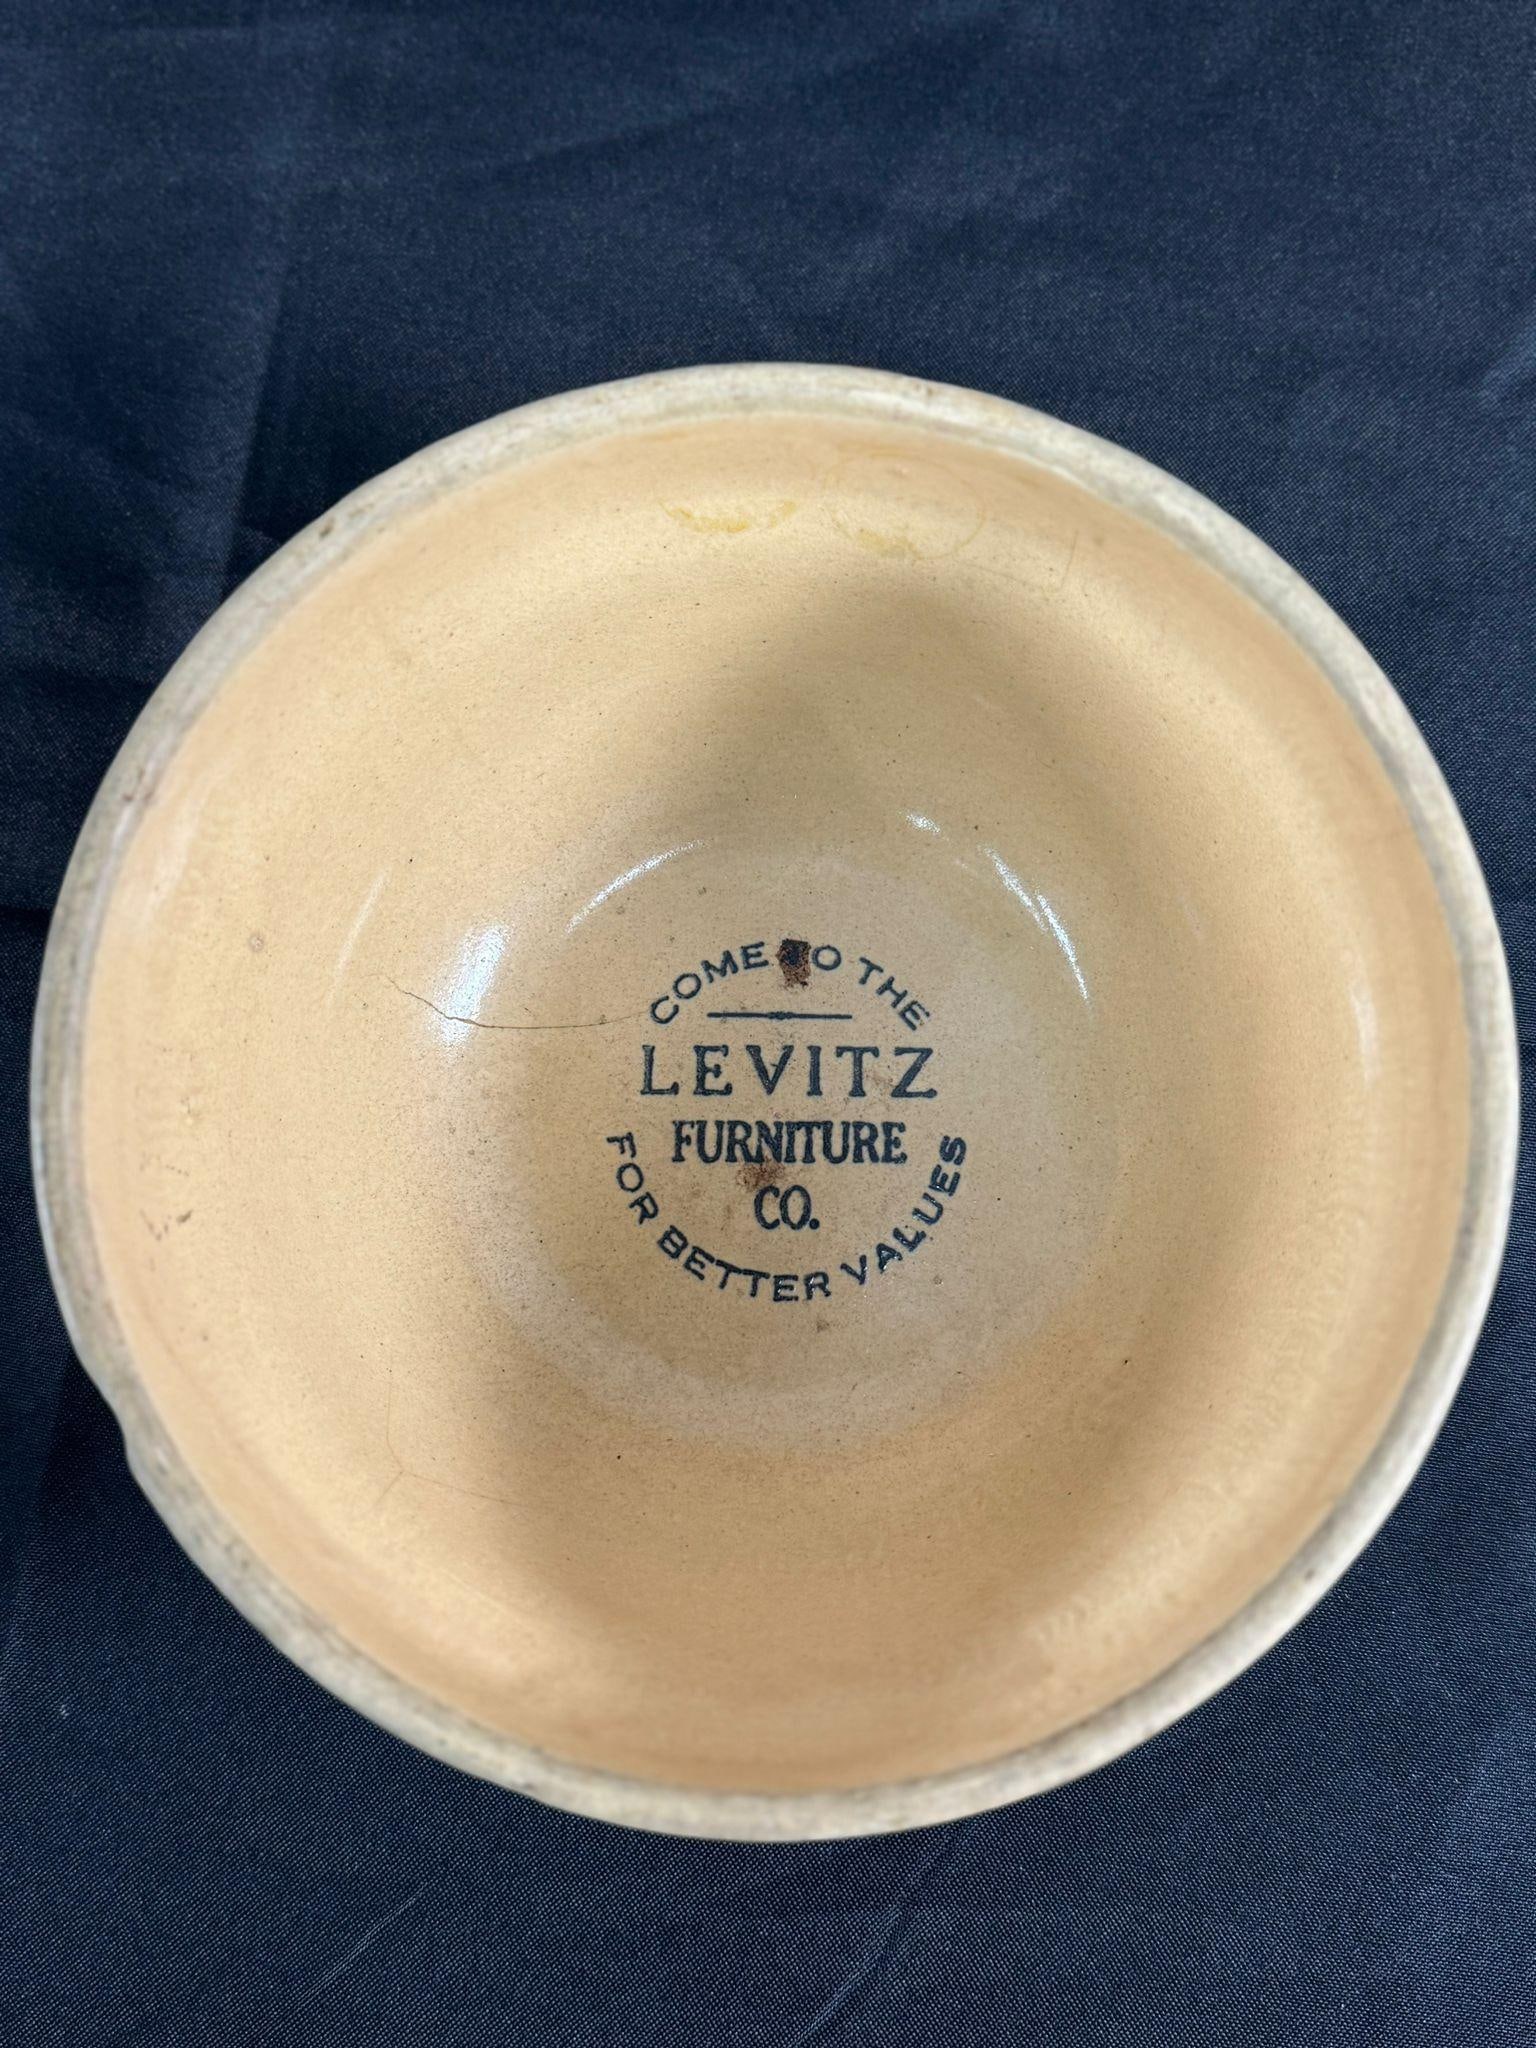 COME TO THE
LEVITZ
FURNITURE
CO.
FOR BETTER VALUES